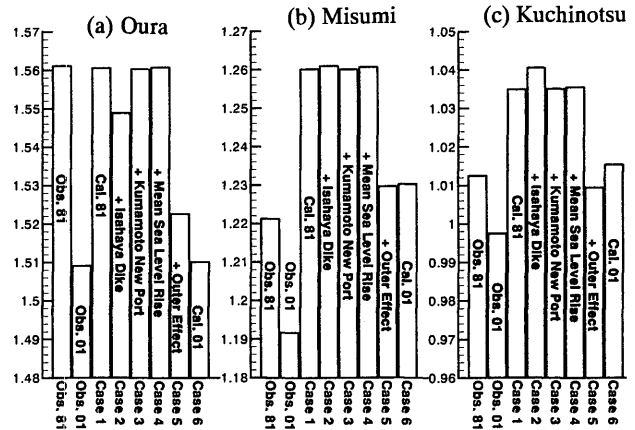 (a) Oura
1.57
1.56
1.55
1.54
1.53
1.52
1.51
1.5
1.49
1.48
Obs. 81
Obs. 01
Cal. 81
+ Isahaya Dike
+ Kumamoto New Port
+ Mean Sea Level Rise
+ Outer Effect
Cal. 01
Obs. 81
Obs. 01
Case 1
Case 2
Case 3
Case 4
Case 5
Case 6
(b) Misumi
1.27
1.26
1.25
1.24
1.23
1.22
1.21
1.2
1.19
1.18
Obs. 81
Obs. 01
Cal. 81
+ Isahaya Dike
+ Kumamoto New Port
+ Mean Sea Level Rise
+ Outer Effect
Cal. 01
Obs. 81
Obs. 01
Case 1
Case 2
Case 3
Case 4
Case 5
Case 6
(c) Kuchinotsu
1.05
1.04
1.03
1.02
1.01
1
0.99
0.98
0.97
0.96
Obs. 81
Obs. 01
Cal. 81
+ Isahaya Dike
+ Kumamoto New Port
+ Mean Sea Level Rise
+ Outer Effect
Cal. 01
Obs. 81
Obs. 01
Case 1
Case 2
Case 3
Case 4
Case 5
Case 6